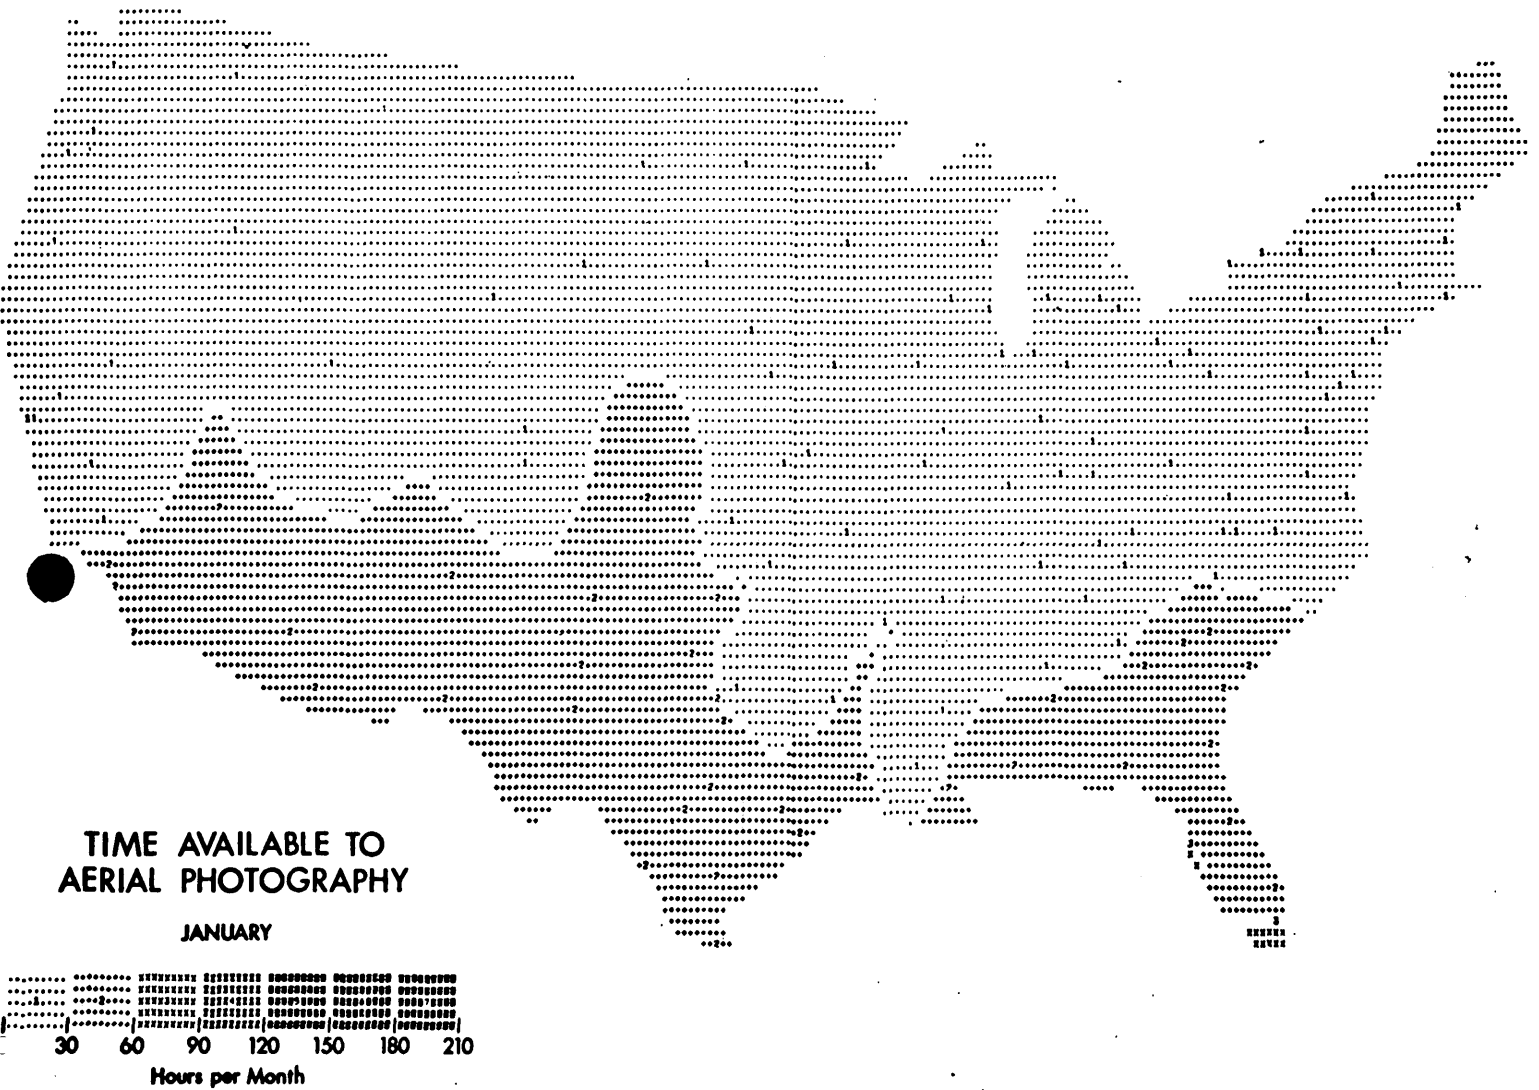 TIME AVAILABLE TO
AERIAL PHOTOGRAPHY
JANUARY
30 60 90 120 150 180 210
Hours per Month